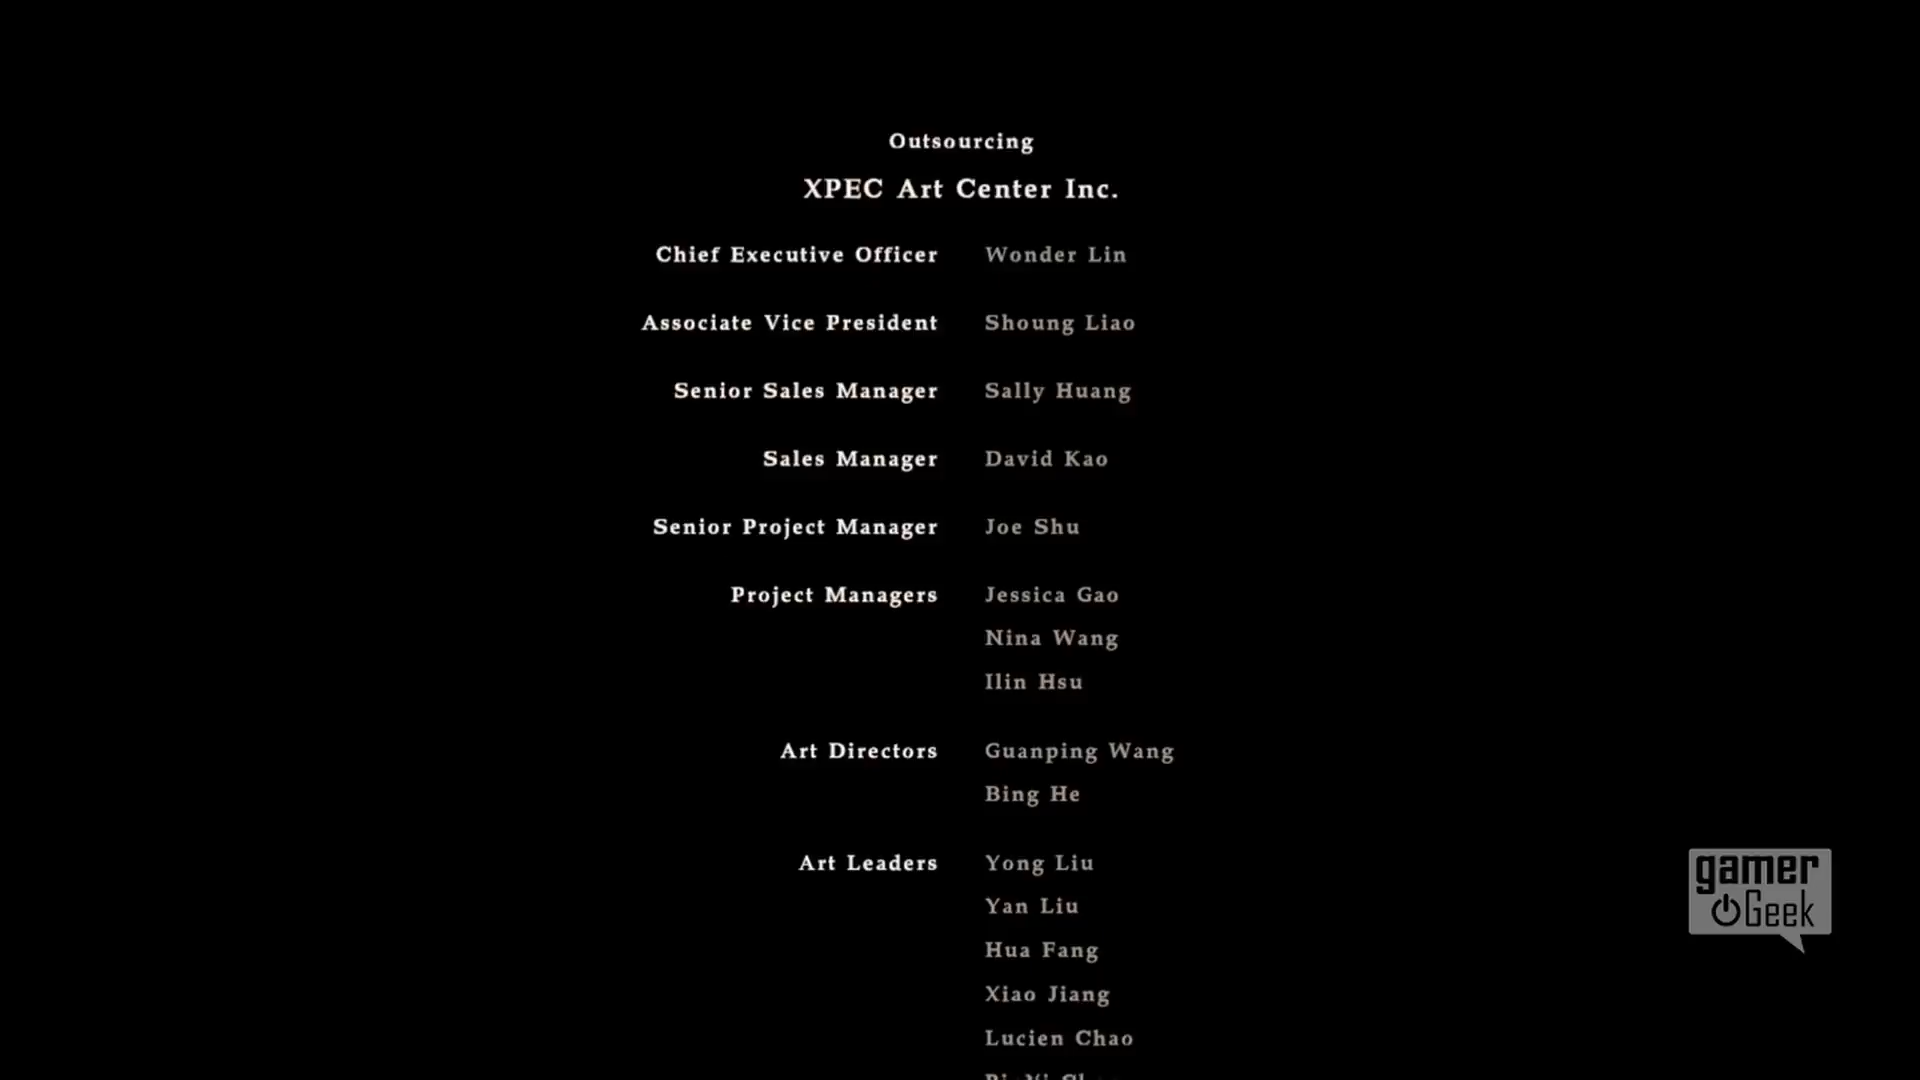 Outsourcing
XPEC Art Center Inc.
Chief Executive Officer Wonder Lin
Associate Vice President Shoung Liao
Senior Sales Manager Sally Huang
Sales Manager David Kao
Senior Project Manager Joe Shu
Project Managers Jessica Gao
Nina Wang
Ilin Hsu
Art Directors Guanping Wang
Bing He
Art Leaders Yong Liu
Yan Liu
Hua Fang
Xiao Jiang
Lucien Chao
gamer
Geek